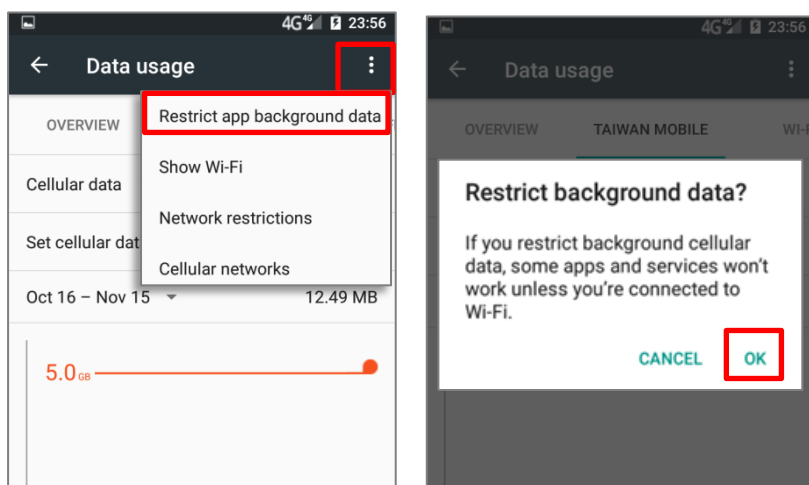 4G 4G 23:56
Data usage
OVERVIEW
Restrict app background data
Show Wi-Fi
Cellular data
Network restrictions
Set cellular dat
Cellular networks
Oct 16 – Nov 15 12.49 MB
5.0 GB
4G 4G 23:56
Data usage
OVERVIEW TAIWAN MOBILE WI-F
Restrict background data?
If you restrict background cellular
data, some apps and services won't
work unless you're connected to
Wi-Fi.
CANCEL OK